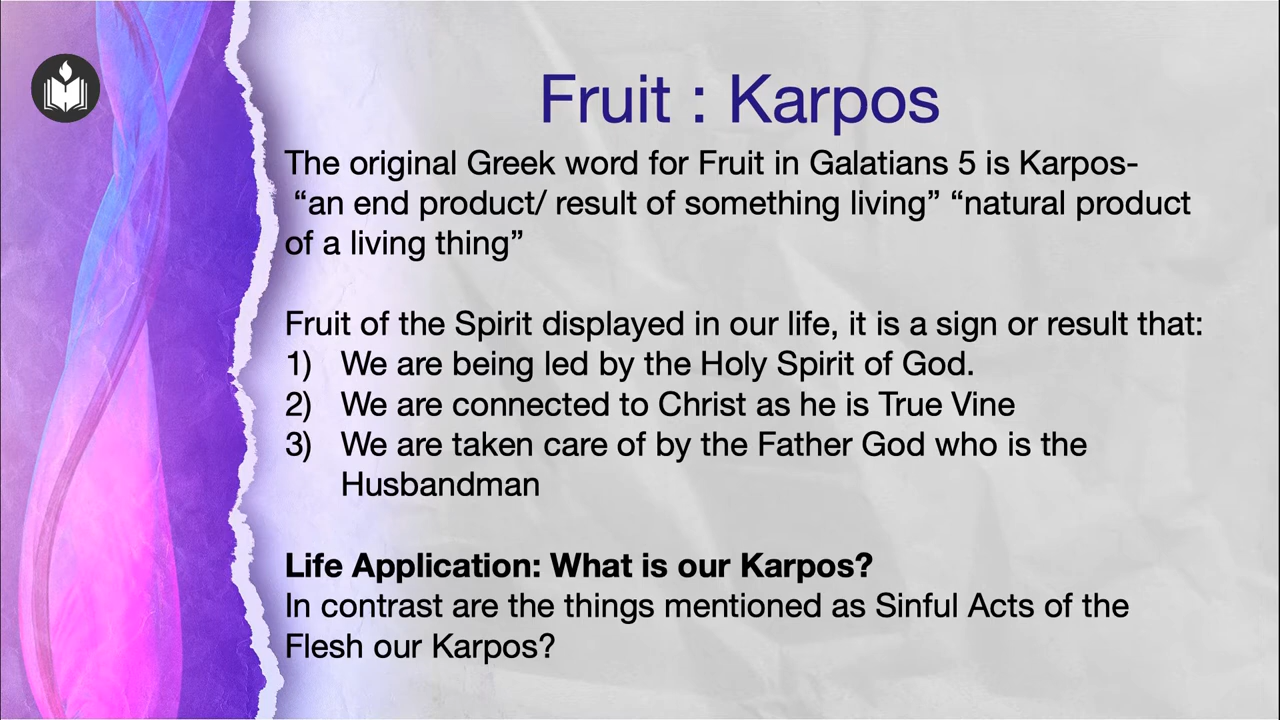 Fruit : Karpos
The original Greek word for Fruit in Galatians 5 is Karpos-
“an end product/ result of something living” “natural product
of a living thing”
Fruit of the Spirit displayed in our life, it is a sign or result that:
1) We are being led by the Holy Spirit of God.
2) We are connected to Christ as he is True Vine
3) We are taken care of by the Father God who is the
Husbandman
Life Application: What is our Karpos?
In contrast are the things mentioned as Sinful Acts of the
Flesh our Karpos?